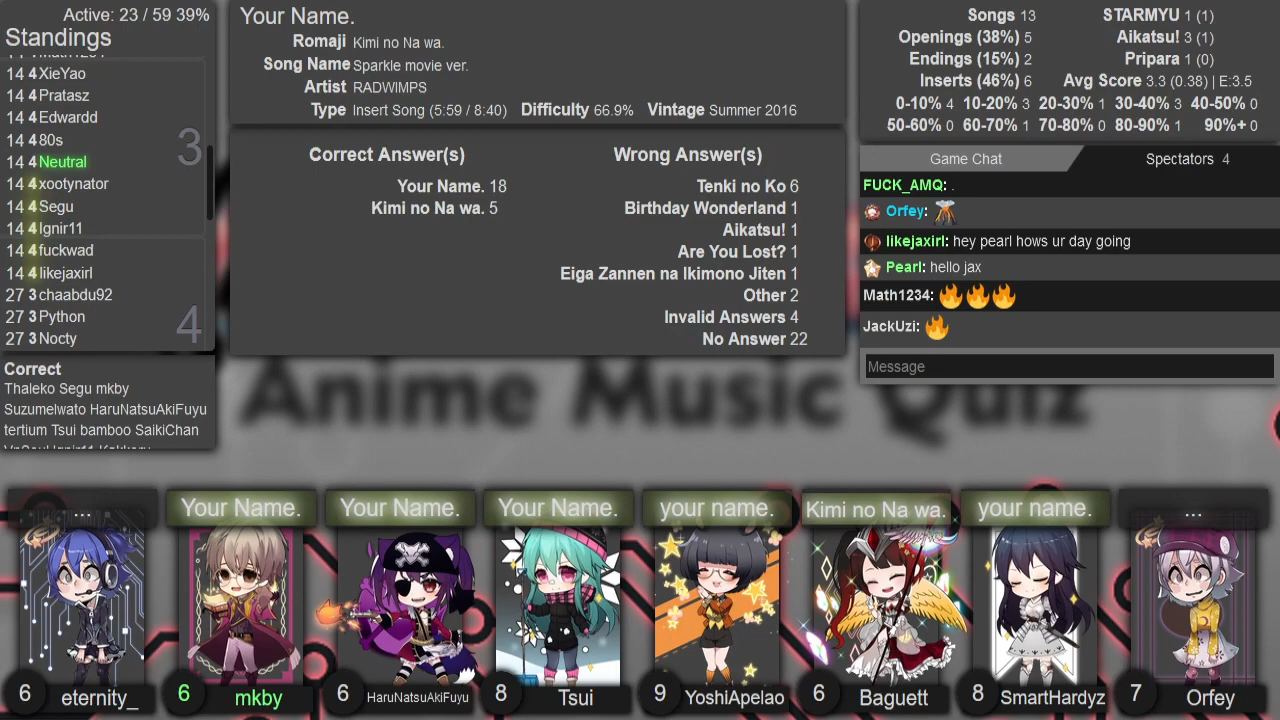 Active: 23 / 59 39%
Standings
14 4 XieYao
14 4 Pratasz
14 4 Edwardd
14 4 80s
3
14 4 Neutral
14 4 xootynator
14 4 Segu
14 4 Ignir11
14 4 fuckwad
14 4 likejaxirl
27 3 chaabdu92
27 3 Python
4
27 3 Nocty
Correct
Thaleko Segu mkby
SuzumeIwato HaruNatsuAkiFuyu
tertium Tsui bamboo SaikiChan
Your Name.
Romaji Kimi no Na wa.
Song Name Sparkle movie ver.
Artist RADWIMPS
Type Insert Song (5:59 / 8:40) Difficulty 66.9% Vintage Summer 2016
Correct Answer(s)
Your Name. 18
Kimi no Na wa. 5
Wrong Answer(s)
Tenki no Ko 6
Birthday Wonderland 1
Aikatsu! 1
Are You Lost? 1
Eiga Zannen na Ikimono Jiten 1
Other 2
Invalid Answers 4
No Answer 22
Songs 13 STARMYU 1 (1)
Openings (38%) 5 Aikatsu! 3 (1)
Endings (15%) 2 Pripara 1 (0)
Inserts (46%) 6 Avg Score 3.3 (0.38) | E:3.5
0-10% 4 10-20% 3 20-30% 1 30-40% 3 40-50% 0
50-60% 0 60-70% 1 70-80% 0 80-90% 1 90%+ 0
Game Chat Spectators 4
FUCK_AMQ: .
Orfey:
likejaxirl: hey pearl hows ur day going
Pearl: hello jax
Math1234:
JackUzi:
Message
Anime Music Quiz
... Your Name. Your Name. Your Name. your name. Kimi no Na wa. your name. ...
6 eternity_ 6 mkby 6 HaruNatsuAkiFuyu 8 Tsui 9 YoshiApelao 6 Baguett 8 SmartHardyz 7 Orfey